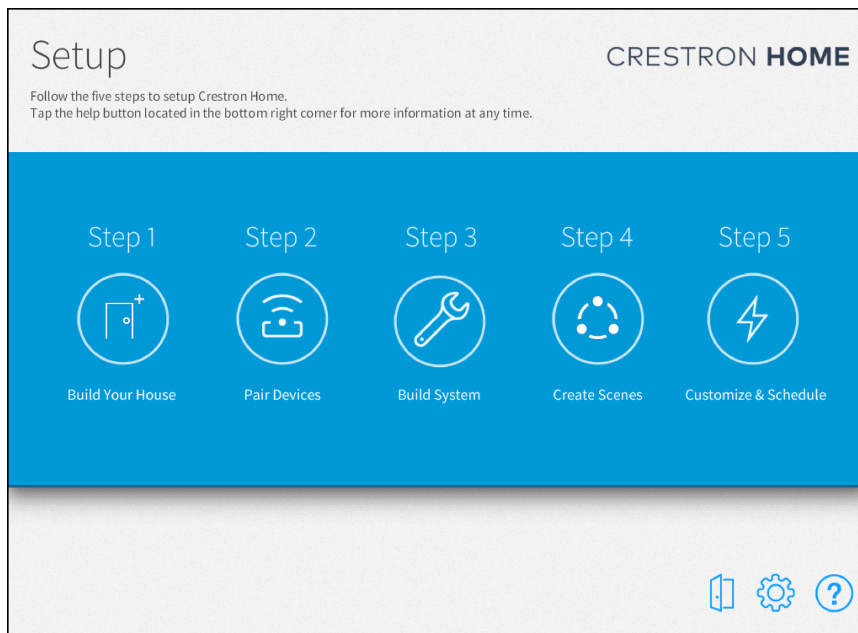 Setup
CRESTRON HOME
Follow the five steps to setup Crestron Home.
Tap the help button located in the bottom right corner for more information at any time.
Step 1
Step 2
Step 3
Step 4
Step 5
Build Your House
Pair Devices
Build System
Create Scenes
Customize & Schedule
?